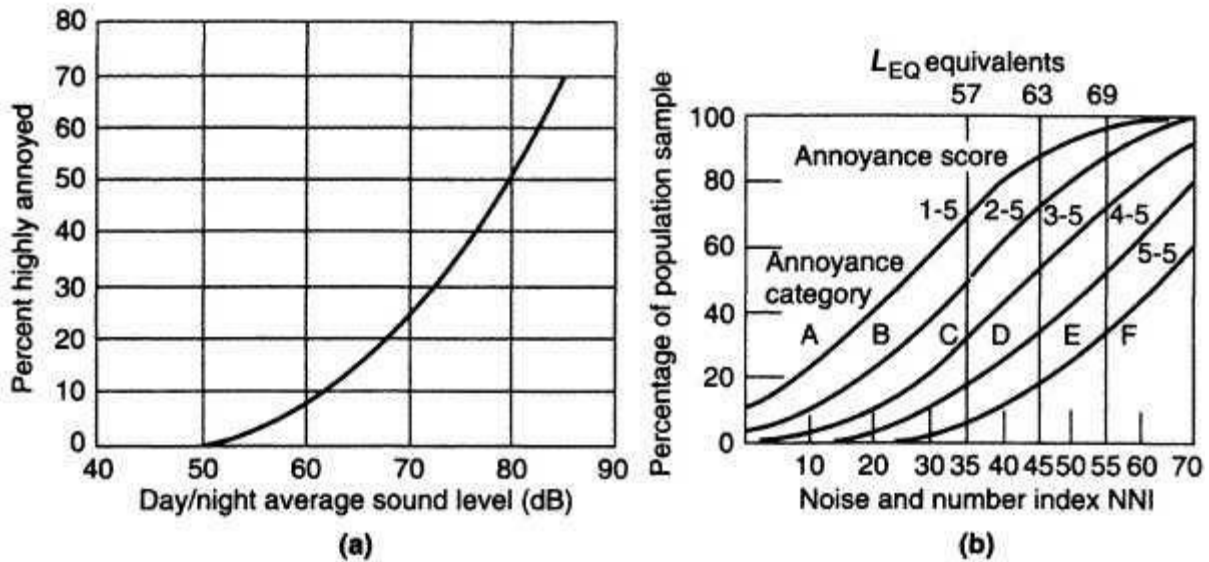 80
70
60
50
40
30
20
10
0
Percent highly annoyed
40 50 60 70 80 90
Day/night average sound level (dB)
(a)
L_EQ equivalents
57 63 69
100
80
60
40
20
0
Percentage of population sample
Annoyance score
1-5 2-5 3-5 4-5
5-5
Annoyance
category
A B C D E F
10 20 30 35 40 45 50 55 60 70
Noise and number index NNI
(b)